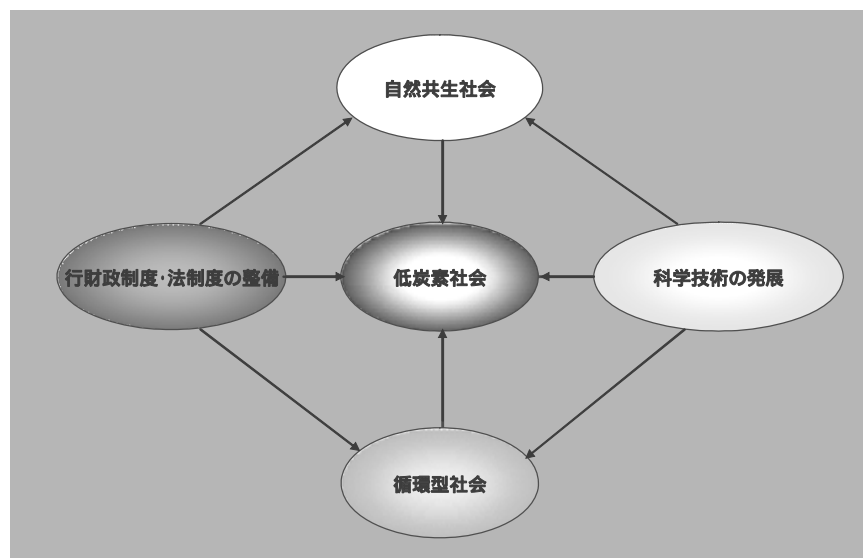 自然共生社会
行財政制度･法制度の整備
低炭素社会
科学技術の発展
循環型社会